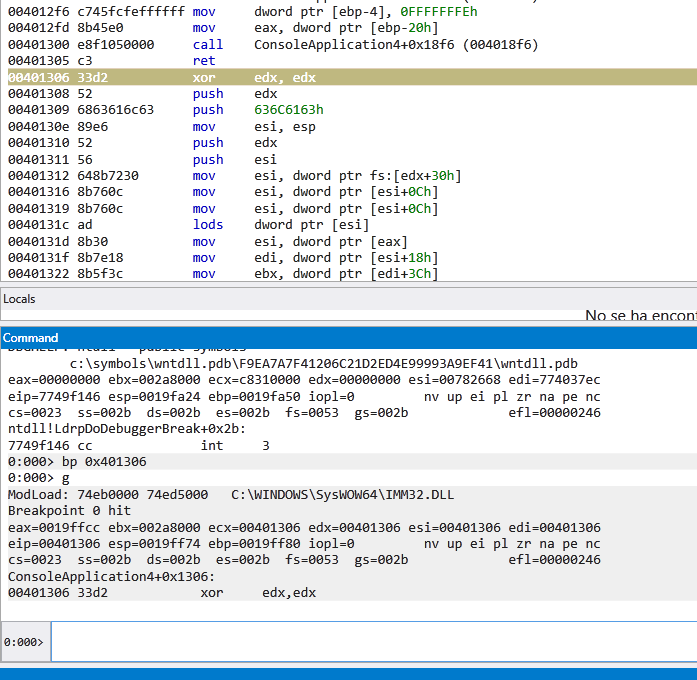 004012f6 c745fcfeffffff mov     dword ptr [ebp-4], 0FFFFFFFEh
004012fd 8b45e0         mov     eax, dword ptr [ebp-20h]
00401300 e8f1050000     call    ConsoleApplication4+0x18f6 (004018f6)
00401305 c3             ret
00401306 33d2           xor     edx, edx
00401308 52             push    edx
00401309 6863616c63     push    636C6163h
0040130e 89e6           mov     esi, esp
00401310 52             push    edx
00401311 56             push    esi
00401312 648b7230       mov     esi, dword ptr fs:[edx+30h]
00401316 8b760c         mov     esi, dword ptr [esi+0Ch]
00401319 8b760c         mov     esi, dword ptr [esi+0Ch]
0040131c ad             lods    dword ptr [esi]
0040131d 8b30           mov     esi, dword ptr [eax]
0040131f 8b7e18         mov     edi, dword ptr [esi+18h]
00401322 8b5f3c         mov     ebx, dword ptr [edi+3Ch]
Locals
No se ha encont
Command
c:\symbols\wntdll.pdb\F9EA7A7F41206C21D2ED4E99993A9EF41\wntdll.pdb
eax=00000000 ebx=002a8000 ecx=c8310000 edx=00000000 esi=00782668 edi=774037ec
eip=7749f146 esp=0019fa24 ebp=0019fa50 iopl=0         nv up ei pl zr na pe nc
cs=0023  ss=002b  ds=002b  es=002b  fs=0053  gs=002b             efl=00000246
ntdll!LdrpDoDebuggerBreak+0x2b:
7749f146 cc              int     3
0:000> bp 0x401306
0:000> g
ModLoad: 74eb0000 74ed5000   C:\WINDOWS\SysWOW64\IMM32.DLL
Breakpoint 0 hit
eax=0019ffcc ebx=002a8000 ecx=00401306 edx=00401306 esi=00401306 edi=00401306
eip=00401306 esp=0019ff74 ebp=0019ff80 iopl=0         nv up ei pl zr na pe nc
cs=0023  ss=002b  ds=002b  es=002b  fs=0053  gs=002b             efl=00000246
ConsoleApplication4+0x1306:
00401306 33d2            xor     edx,edx
0:000>